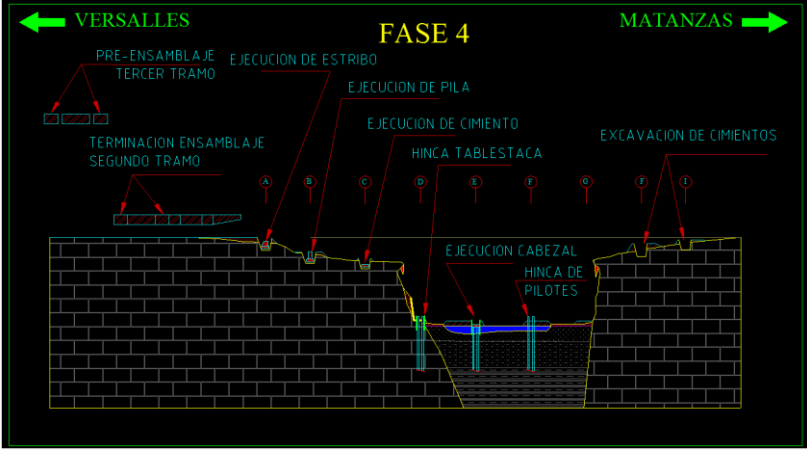 VERSALLES
MATANZAS
FASE 4
PRE-ENSAMBLAJE
TERCER TRAMO
EJECUCION DE ESTRIBO
EJECUCION DE PILA
TERMINACION ENSAMBLAJE
SEGUNDO TRAMO
EJECUCION DE CIMIENTO
HINCA TABLESTACA
EXCAVACION DE CIMIENTOS
A B C D E F G F I
EJECUCION CABEZAL
HINCA DE
PILOTES